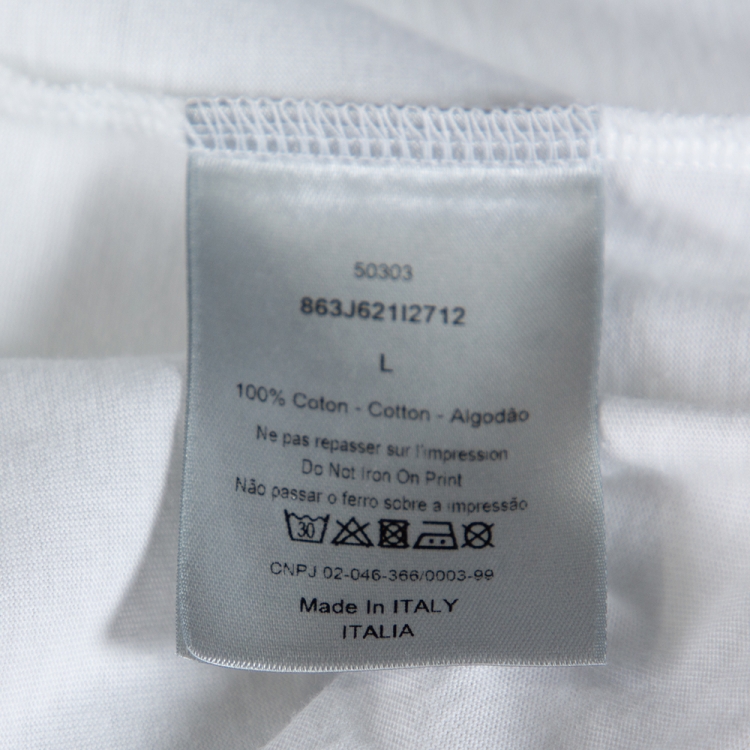 50303
863J621I2712
L
100% Coton - Cotton - Algodão
Ne pas repasser sur l'impression
Do Not Iron On Print
Não passar o ferro sobre a impressão
30
CNPJ 02-046-366/0003-99
Made In ITALY
ITALIA